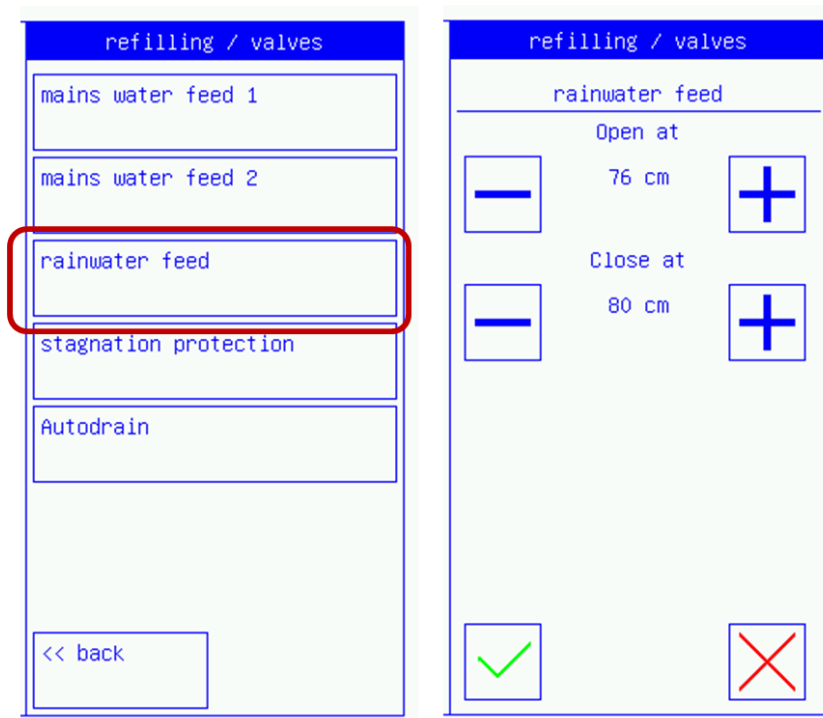 refilling / valves
mains water feed 1
mains water feed 2
rainwater feed
stagnation protection
Autodrain
<< back
refilling / valves
rainwater feed
Open at
76 cm
Close at
80 cm